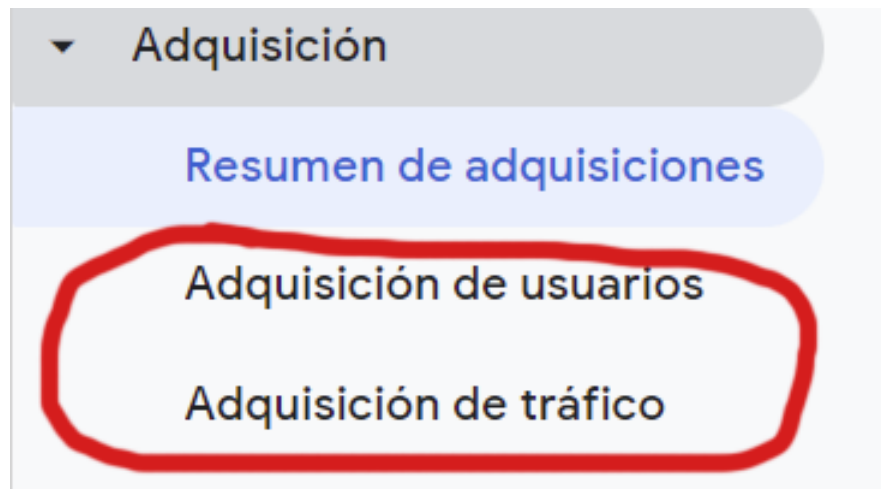 Adquisición
Resumen de adquisiciones
Adquisición de usuarios
Adquisición de tráfico